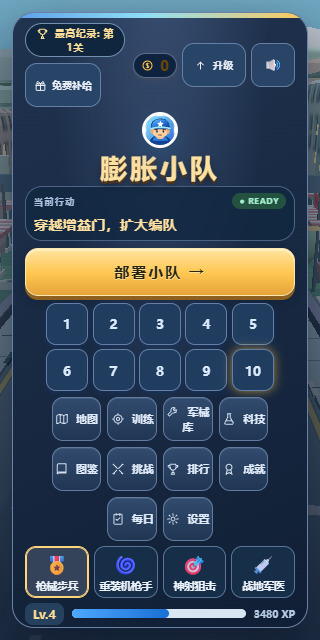 最高纪录: 第
1关
0
升级
免费补给
膨胀小队
当前行动
READY
穿越增益门，扩大编队
部署小队 →
1 2 3 4 5
6 7 8 9 10
地图 训练 军械库 科技
图鉴 挑战 排行 成就
每日 设置
枪械步兵 重装机枪手 神射狙击 战地军医
Lv.4 3480 XP